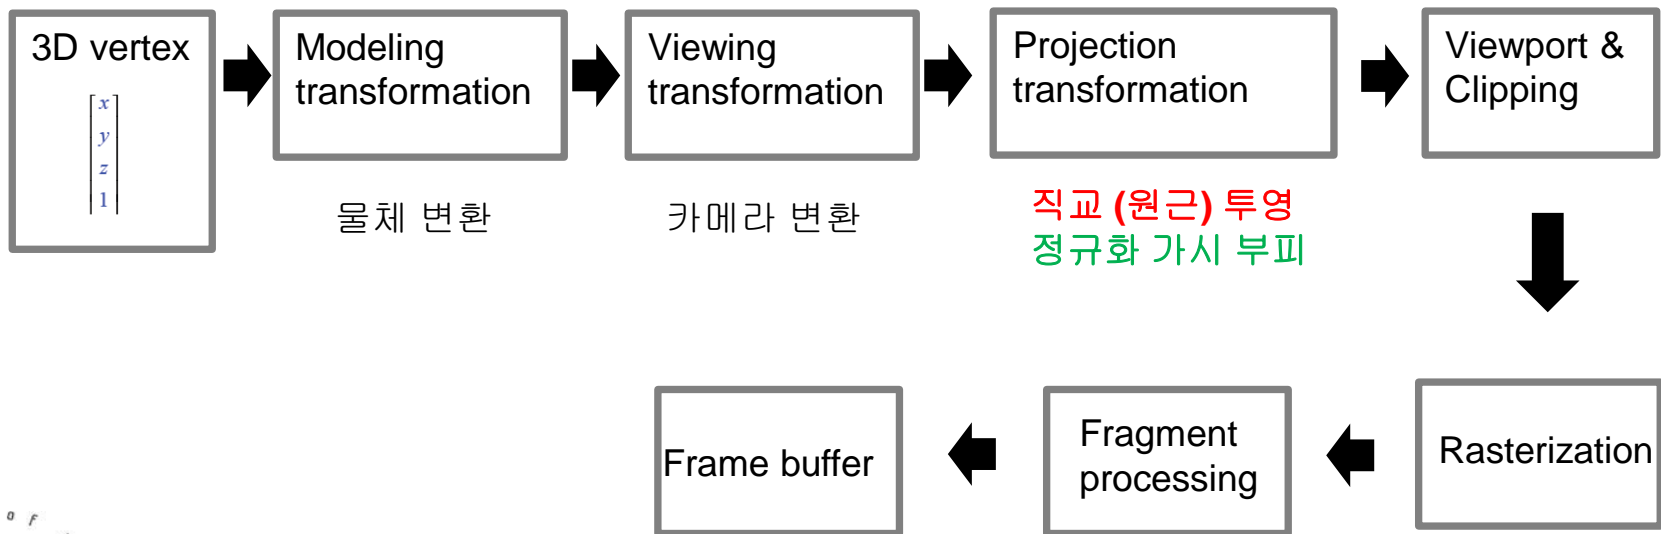 3D vertex
x
y
z
1
Modeling
transformation
물체 변환
Viewing
transformation
카메라 변환
Projection
transformation
직교 (원근) 투영
정규화 가시 부피
Viewport &
Clipping
Rasterization
Fragment
processing
Frame buffer
o f